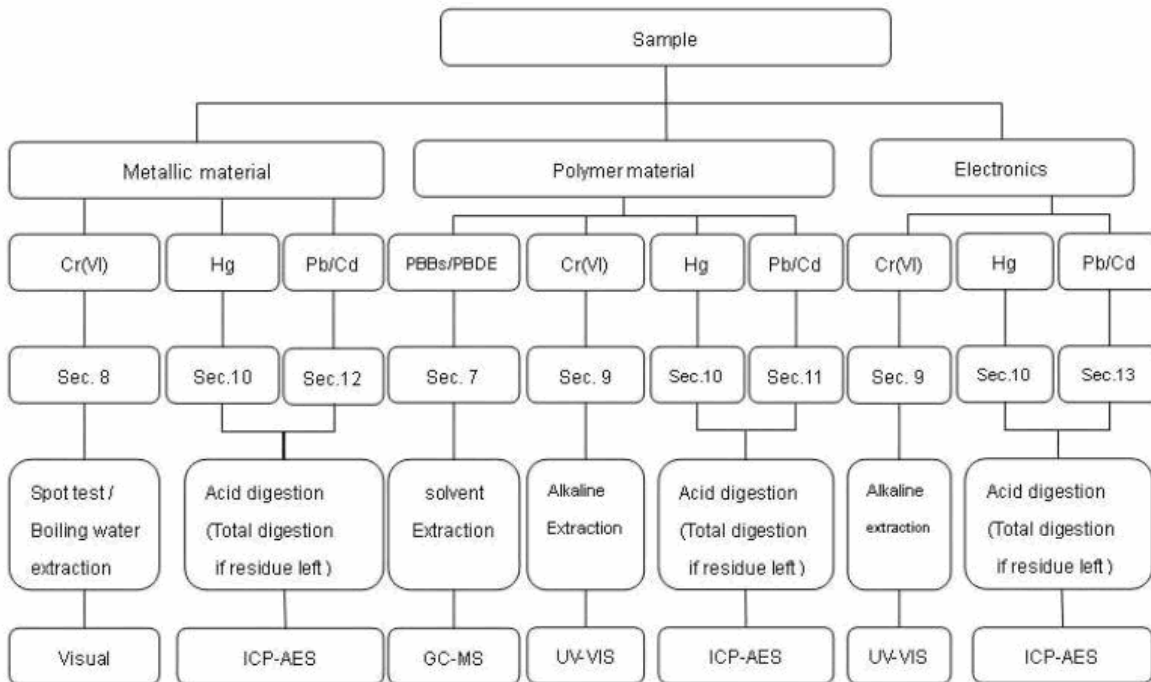 Sample
Metallic material
Polymer material
Electronics
Cr(VI)
Hg
Pb/Cd
PBBs/PBDE
Cr(VI)
Hg
Pb/Cd
Cr(VI)
Hg
Pb/Cd
Sec. 8
Sec.10
Sec.12
Sec. 7
Sec. 9
Sec.10
Sec.11
Sec. 9
Sec.10
Sec.13
Spot test /
Boiling water
extraction
Acid digestion
(Total digestion
if residue left )
solvent
Extraction
Alkaline
Extraction
Acid digestion
(Total digestion
if residue left )
Alkaline
extraction
Acid digestion
(Total digestion
if residue left )
Visual
ICP-AES
GC-MS
UV-VIS
ICP-AES
UV-VIS
ICP-AES